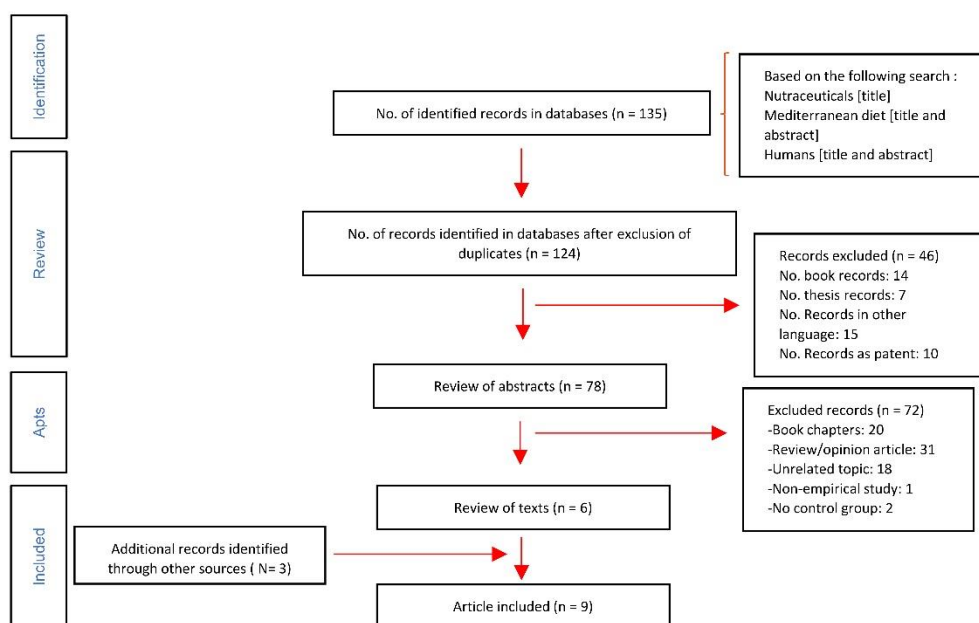 Identification
No. of identified records in databases (n = 135)
Based on the following search :
Nutraceuticals [title]
Mediterranean diet [title and
abstract]
Humans [title and abstract]
Review
No. of records identified in databases after exclusion of
duplicates (n = 124)
Records excluded (n = 46)
No. book records: 14
No. thesis records: 7
No. Records in other
language: 15
No. Records as patent: 10
Apts
Review of abstracts (n = 78)
Excluded records (n = 72)
-Book chapters: 20
-Review/opinion article: 31
-Unrelated topic: 18
-Non-empirical study: 1
-No control group: 2
Included
Review of texts (n = 6)
Additional records identified
through other sources ( N= 3)
Article included (n = 9)